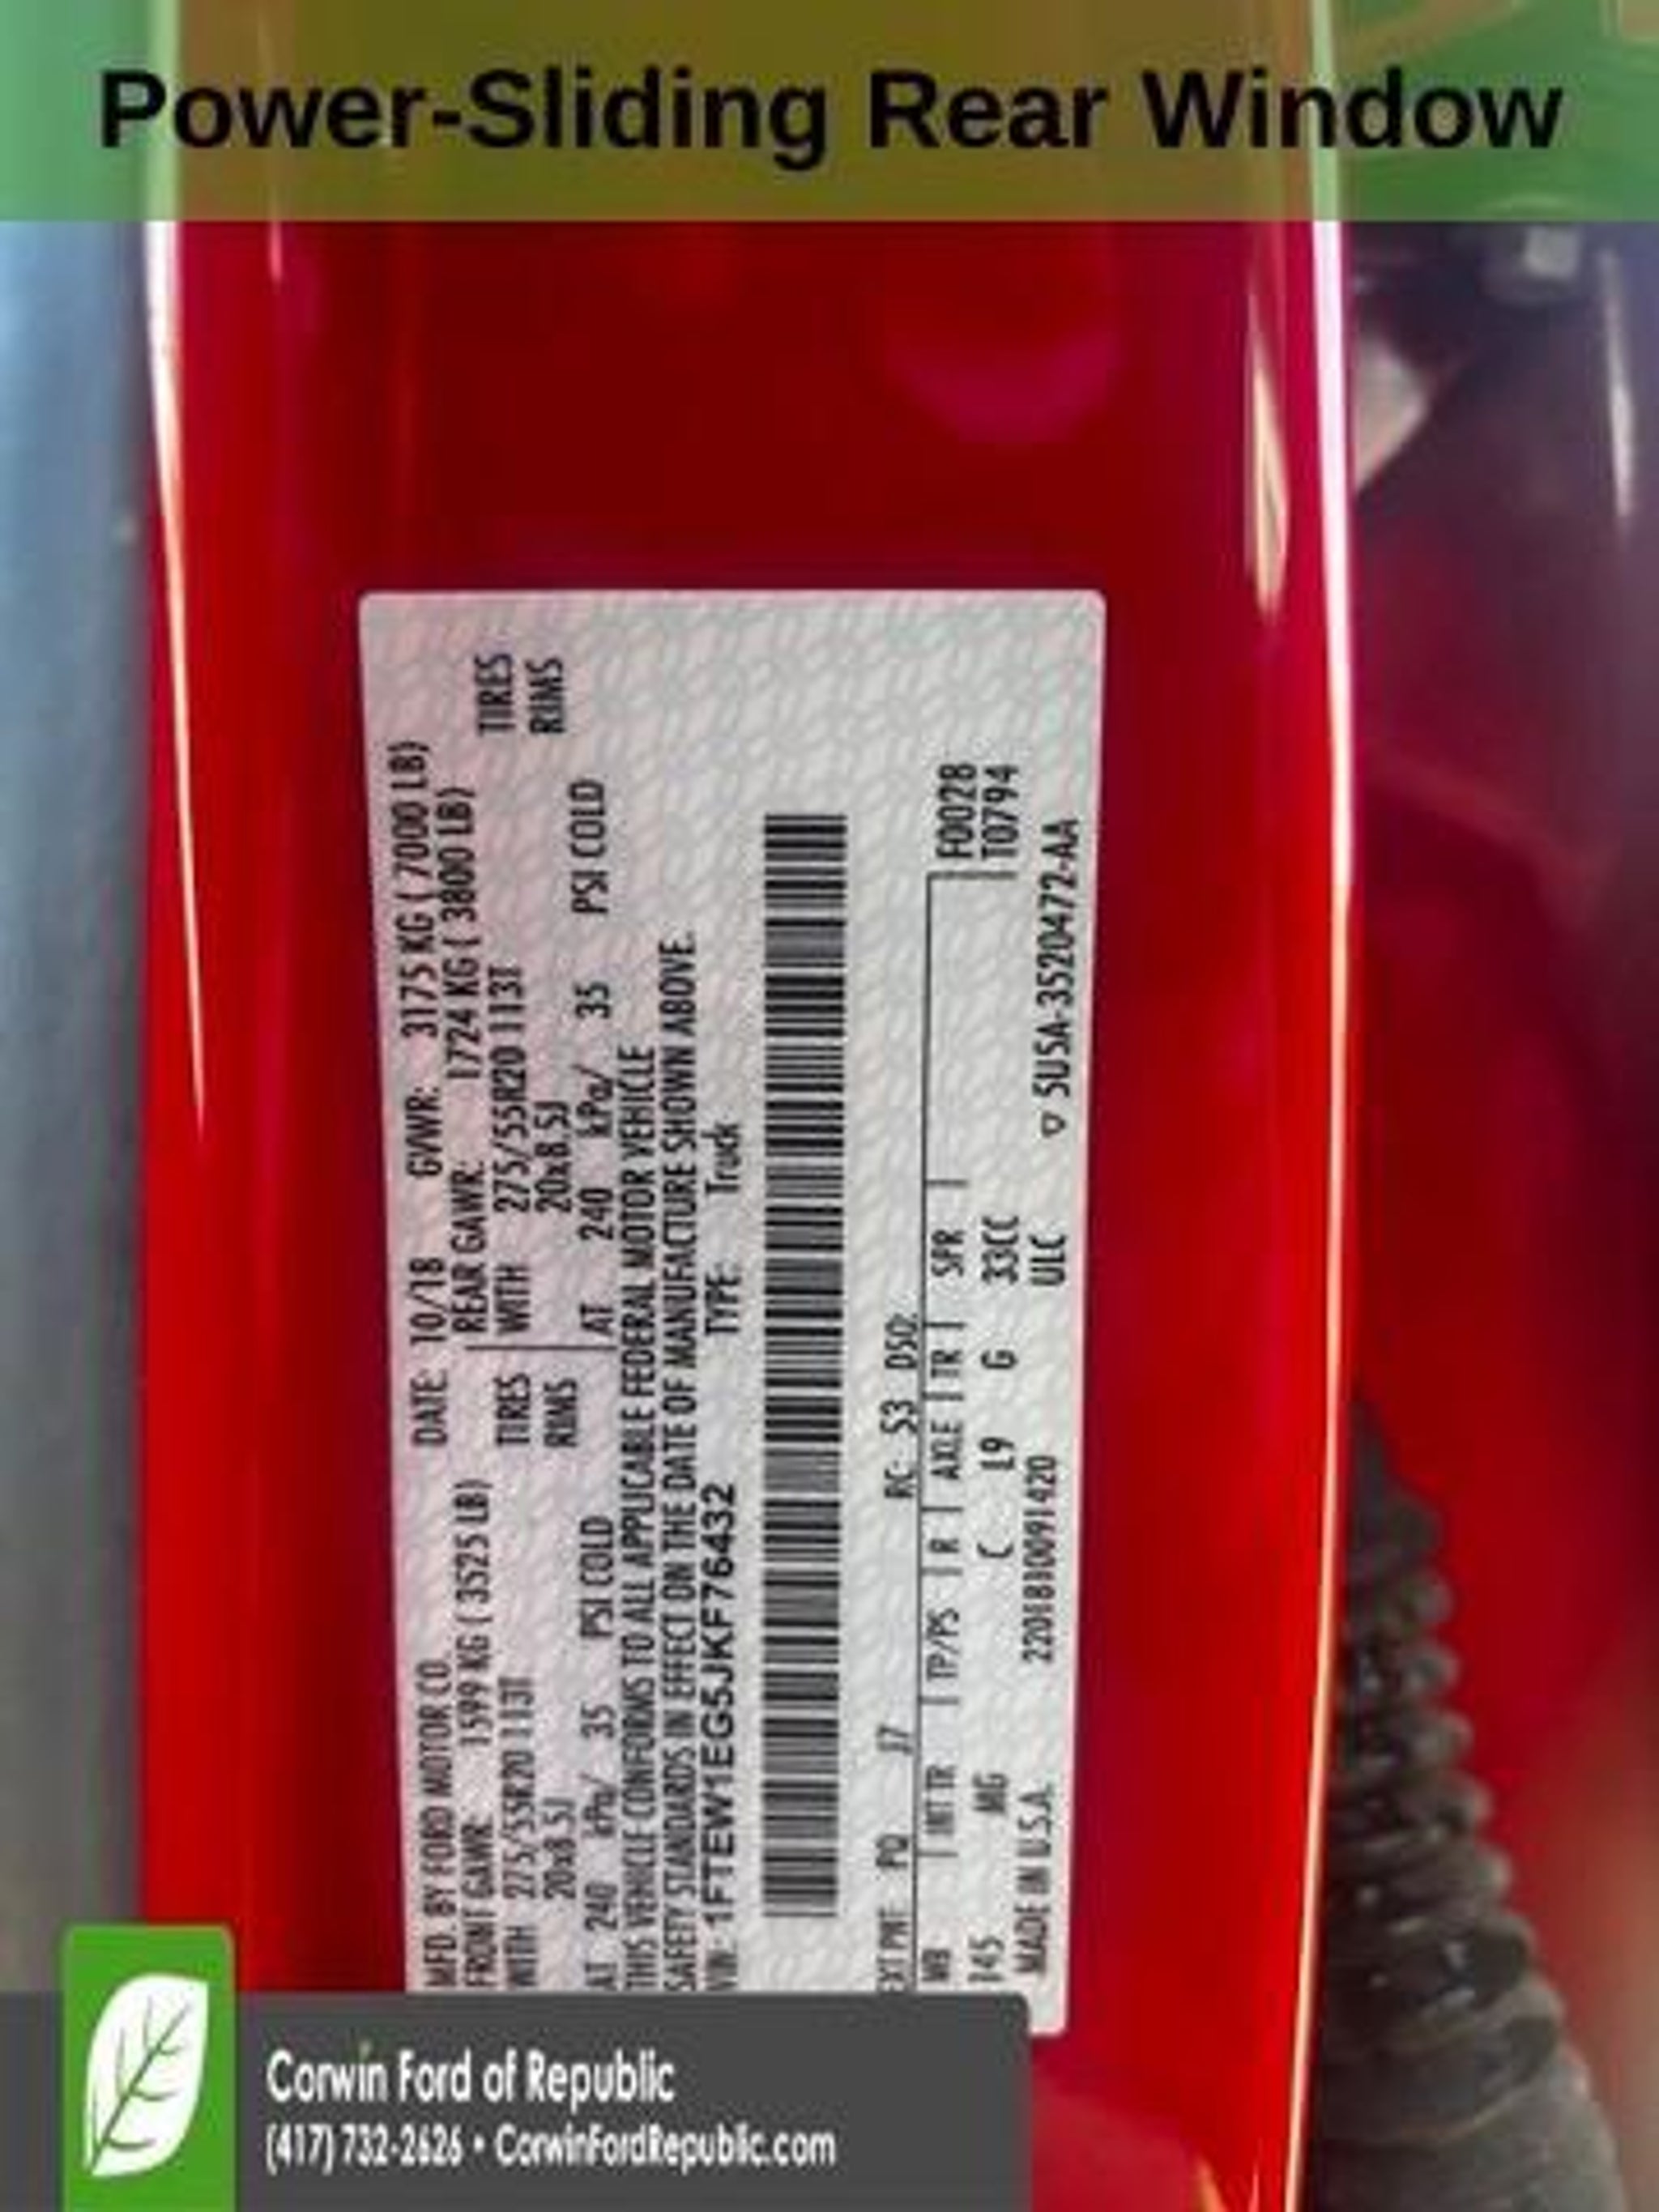 Power-Sliding Rear Window
MFD. BY FORD MOTOR CO. DATE: 10/18 GVWR: 3175 KG ( 7000 LB)
FRONT GAWR: 1599 KG ( 3525 LB) REAR GAWR: 1724 KG ( 3800 LB)
WITH 275/55R20 113T TIRES WITH 275/55R20 113T TIRES
20x8.5J RIMS 20x8.5J RIMS
AT 240 kPa/ 35 PSI COLD AT 240 kPa/ 35 PSI COLD
THIS VEHICLE CONFORMS TO ALL APPLICABLE FEDERAL MOTOR VEHICLE
SAFETY STANDARDS IN EFFECT ON THE DATE OF MANUFACTURE SHOWN ABOVE.
VIN: 1FTEW1EG5JKF76432 TYPE: Truck
EXT PNT: PQ RC: 53 DSO:
WB | INT TR | TP/PS | R | AXLE | TR | SPR | F0028
145 MG C L9 G 33CC T0794
MADE IN U.S.A. 2201810091420 ULC ▽ 5U5A-3520472-AA
Corwin Ford of Republic
(417) 732-2626 • CorwinFordRepublic.com